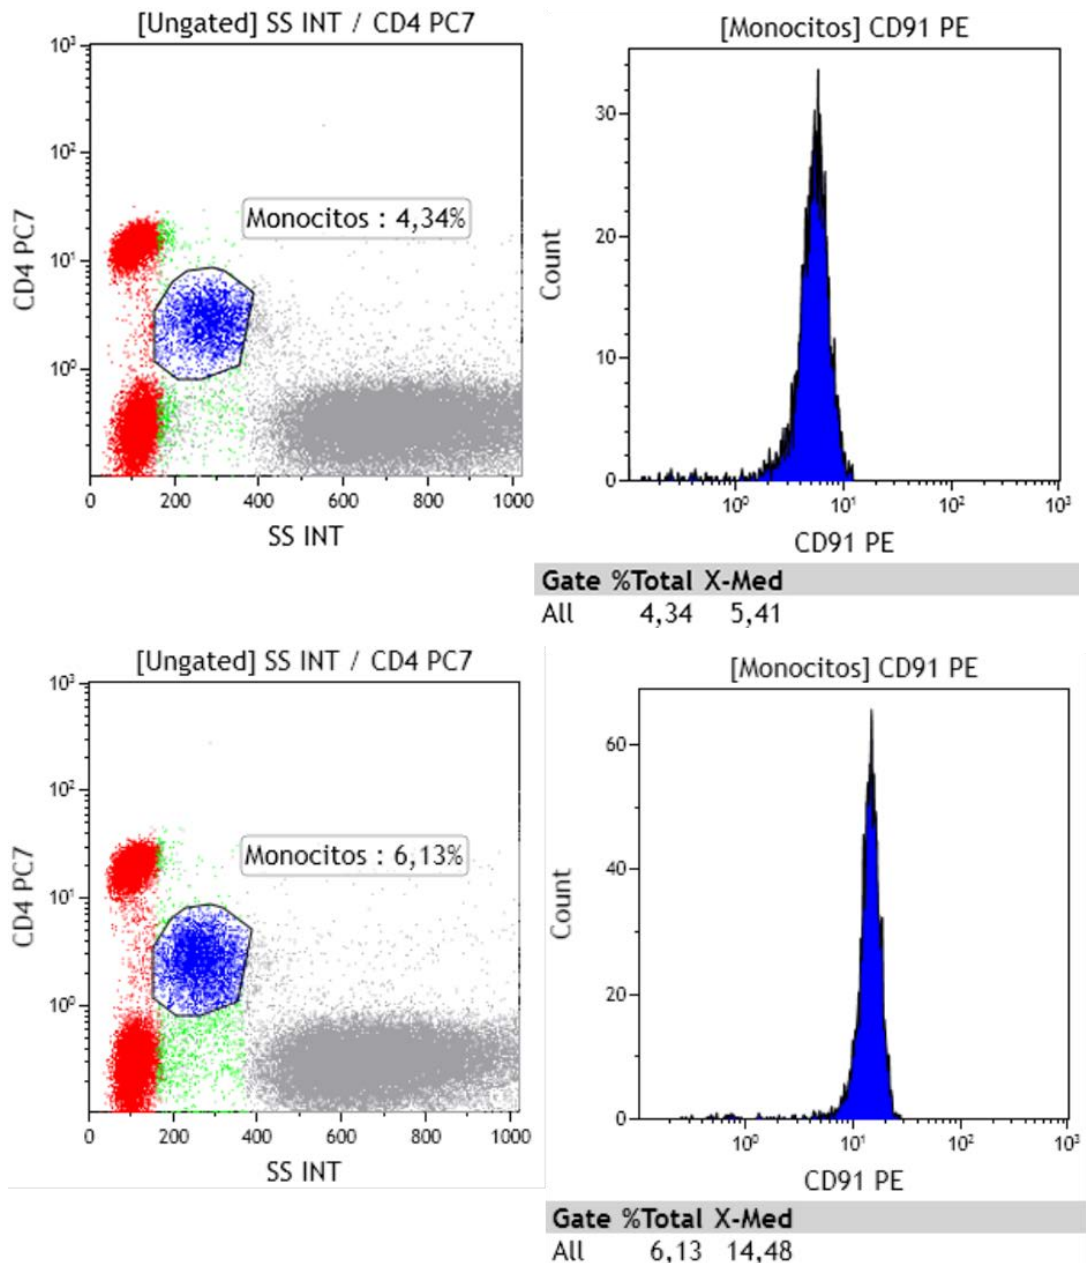 [Ungated] SS INT / CD4 PC7
10³
10²
10¹
10⁰
CD4 PC7
Monocitos : 4,34%
0 200 400 600 800 1000
SS INT
[Monocitos] CD91 PE
30
20
10
0
Count
10⁰ 10¹ 10² 10³
CD91 PE
Gate %Total X-Med
All 4,34 5,41
[Ungated] SS INT / CD4 PC7
10³
10²
10¹
10⁰
CD4 PC7
Monocitos : 6,13%
0 200 400 600 800 1000
SS INT
[Monocitos] CD91 PE
60
40
20
0
Count
10⁰ 10¹ 10² 10³
CD91 PE
Gate %Total X-Med
All 6,13 14,48